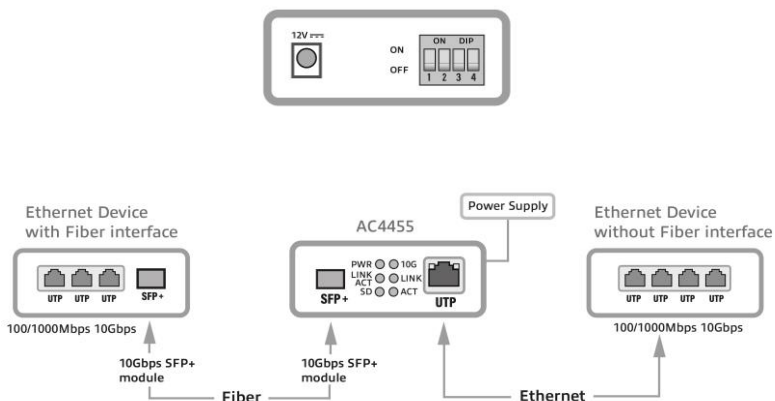 12V
ON DIP
ON
OFF
1 2 3 4
Power Supply
Ethernet Device
with Fiber interface
AC4455
Ethernet Device
without Fiber interface
PWR 10G
LINK
ACT LINK
SD ACT
UTP UTP UTP SFP+
SFP+ UTP
UTP UTP UTP UTP
100/1000Mbps 10Gbps
100/1000Mbps 10Gbps
10Gbps SFP+
module
10Gbps SFP+
module
Fiber
Ethernet